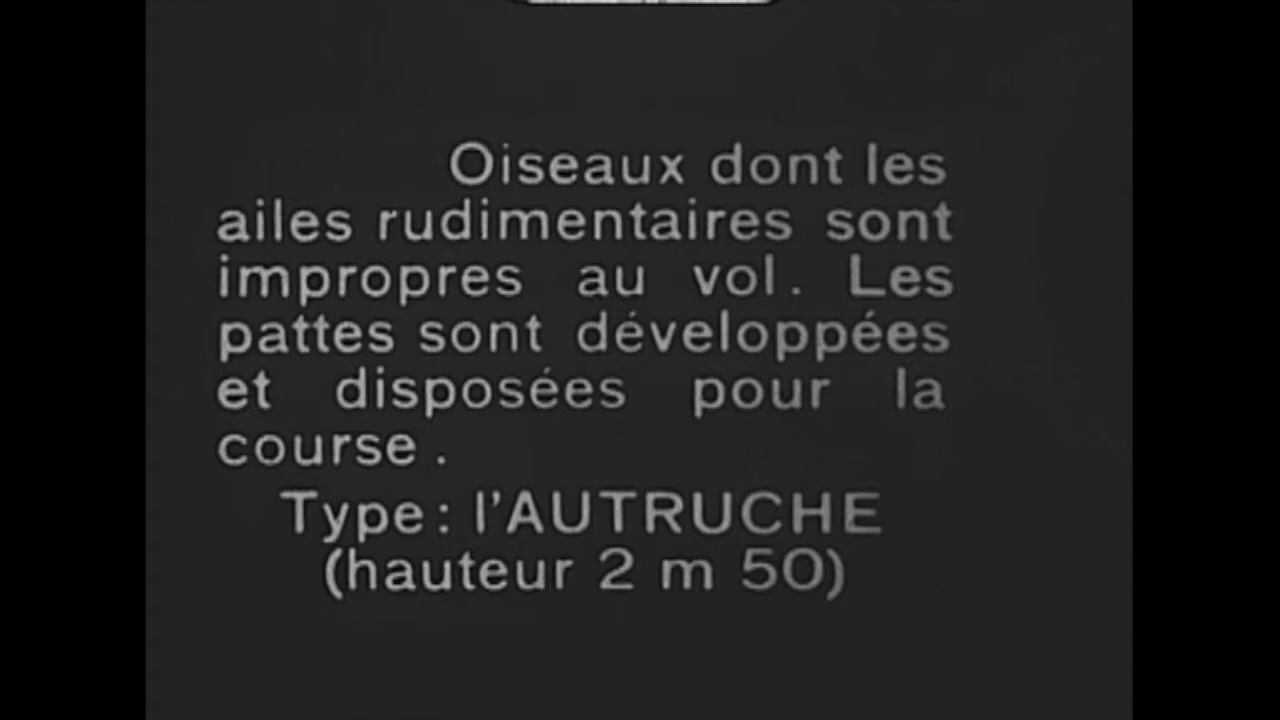 Oiseaux dont les
ailes rudimentaires sont
impropres au vol. Les
pattes sont développées
et disposées pour la
course.
Type: l'AUTRUCHE
(hauteur 2 m 50)